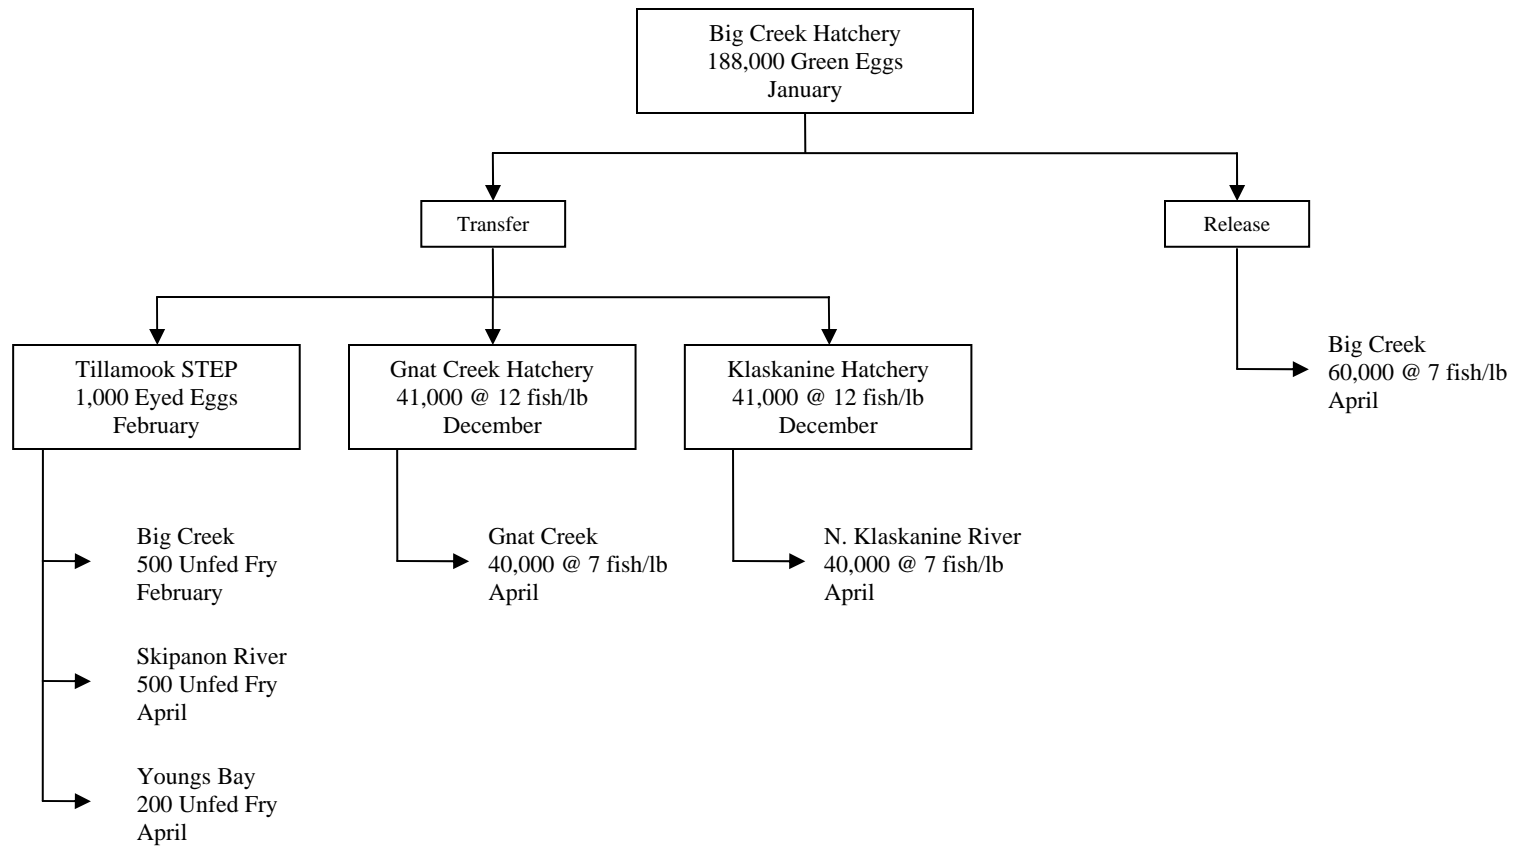 Big Creek Hatchery
188,000 Green Eggs
January
Transfer
Release
Tillamook STEP
1,000 Eyed Eggs
February
Gnat Creek Hatchery
41,000 @ 12 fish/lb
December
Klaskanine Hatchery
41,000 @ 12 fish/lb
December
Big Creek
60,000 @ 7 fish/lb
April
Big Creek
500 Unfed Fry
February
Gnat Creek
40,000 @ 7 fish/lb
April
N. Klaskanine River
40,000 @ 7 fish/lb
April
Skipanon River
500 Unfed Fry
April
Youngs Bay
200 Unfed Fry
April